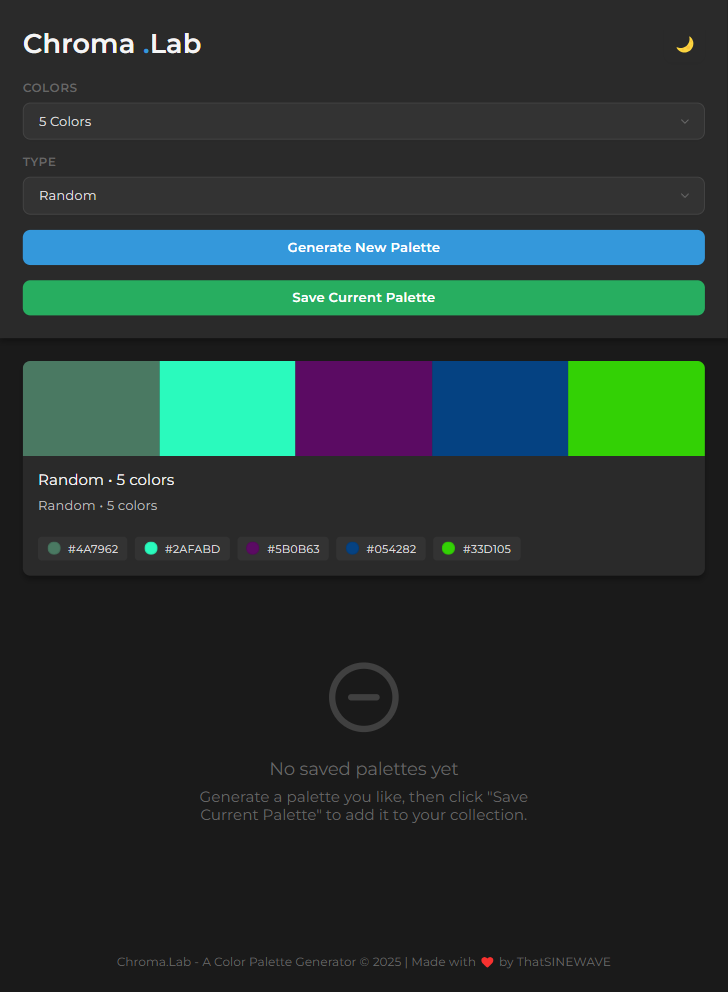 Chroma .Lab
COLORS
5 Colors
TYPE
Random
Generate New Palette
Save Current Palette
Random • 5 colors
Random • 5 colors
#4A7962 #2AFABD #5B0B63 #054282 #33D105
No saved palettes yet
Generate a palette you like, then click "Save
Current Palette" to add it to your collection.
Chroma.Lab - A Color Palette Generator © 2025 | Made with ❤️ by ThatSINEWAVE